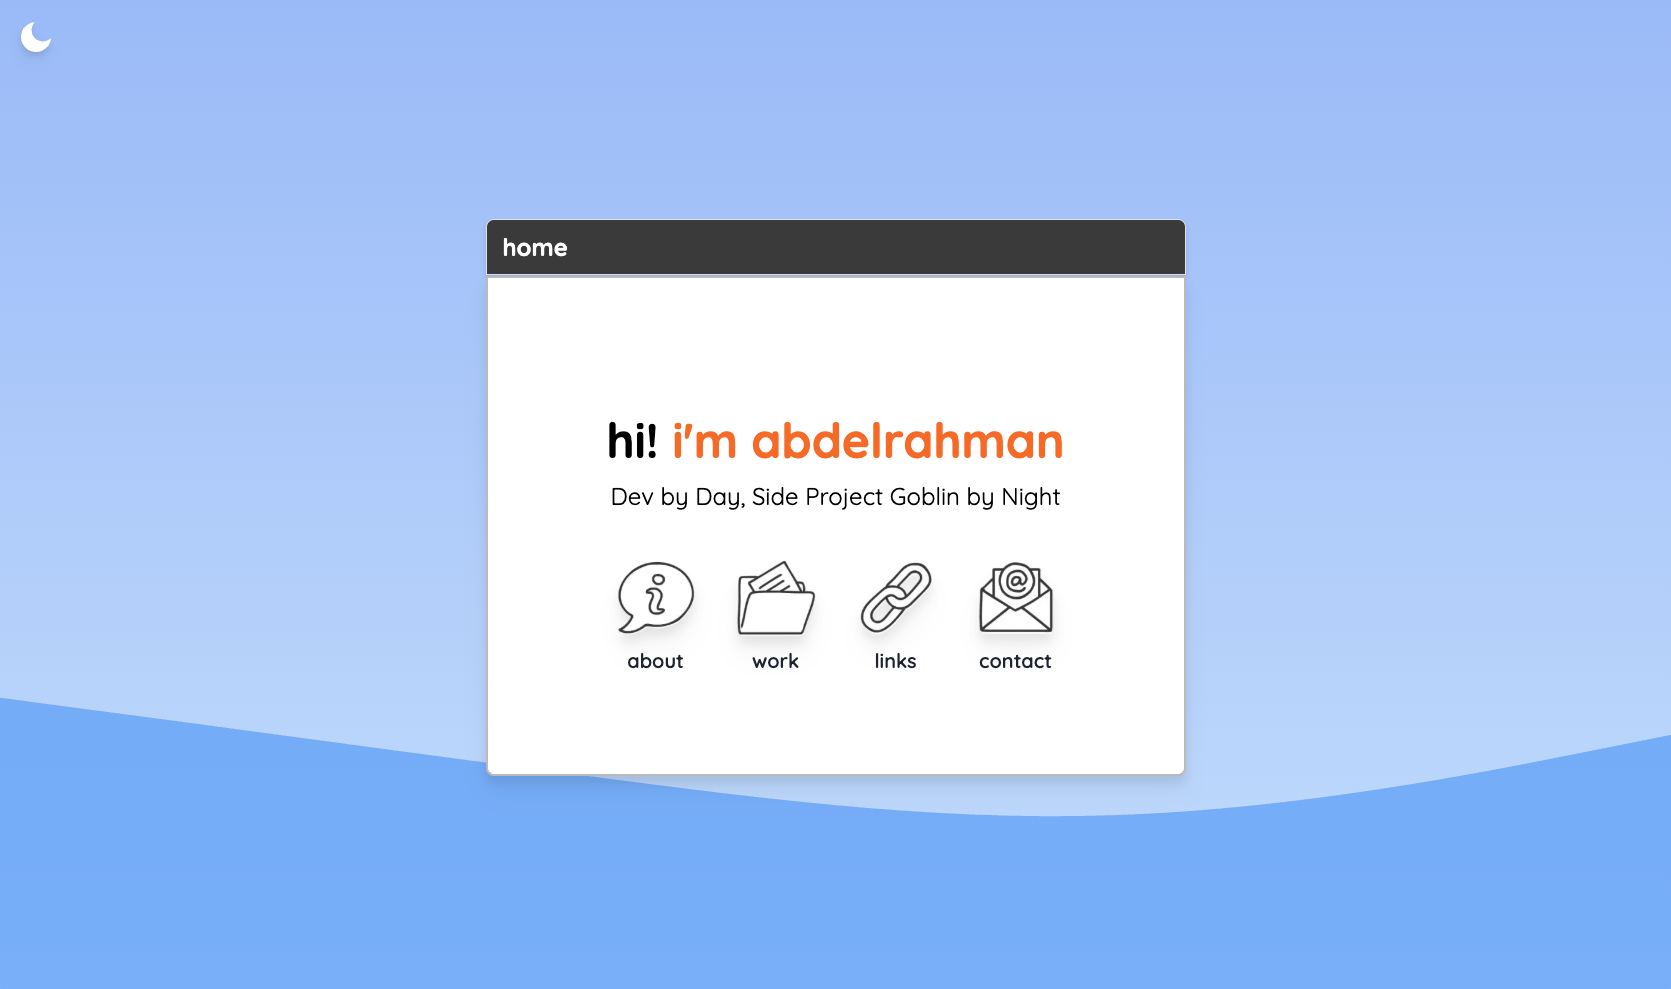 home
hi! i'm abdelrahman
Dev by Day, Side Project Goblin by Night
about work links contact